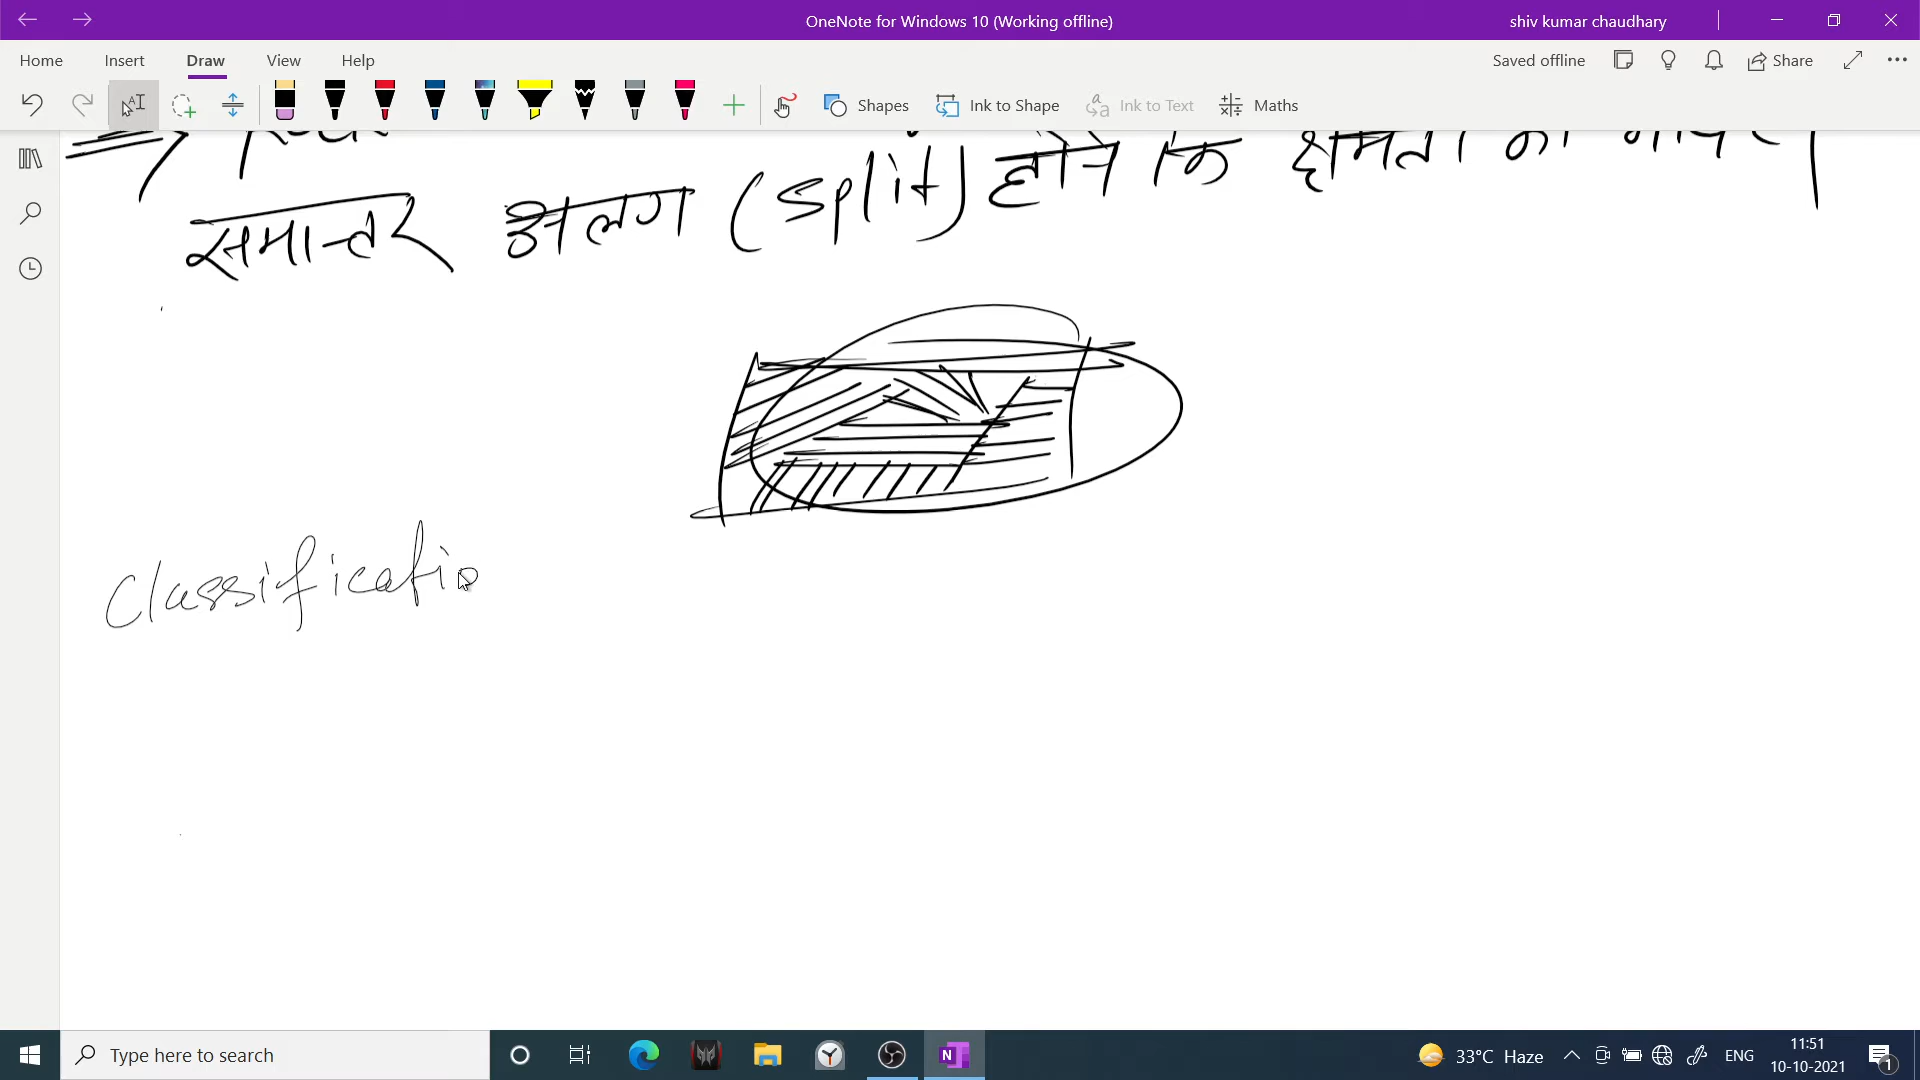 OneNote for Windows 10 (Working offline)
shiv kumar chaudhary
Home Insert Draw View Help
Saved offline Share
Shapes Ink to Shape Ink to Text Maths
समान्तर अलग (split) होने कि क्षमता
Classificatio
Type here to search
33°C Haze ENG
11:51
10-10-2021
1